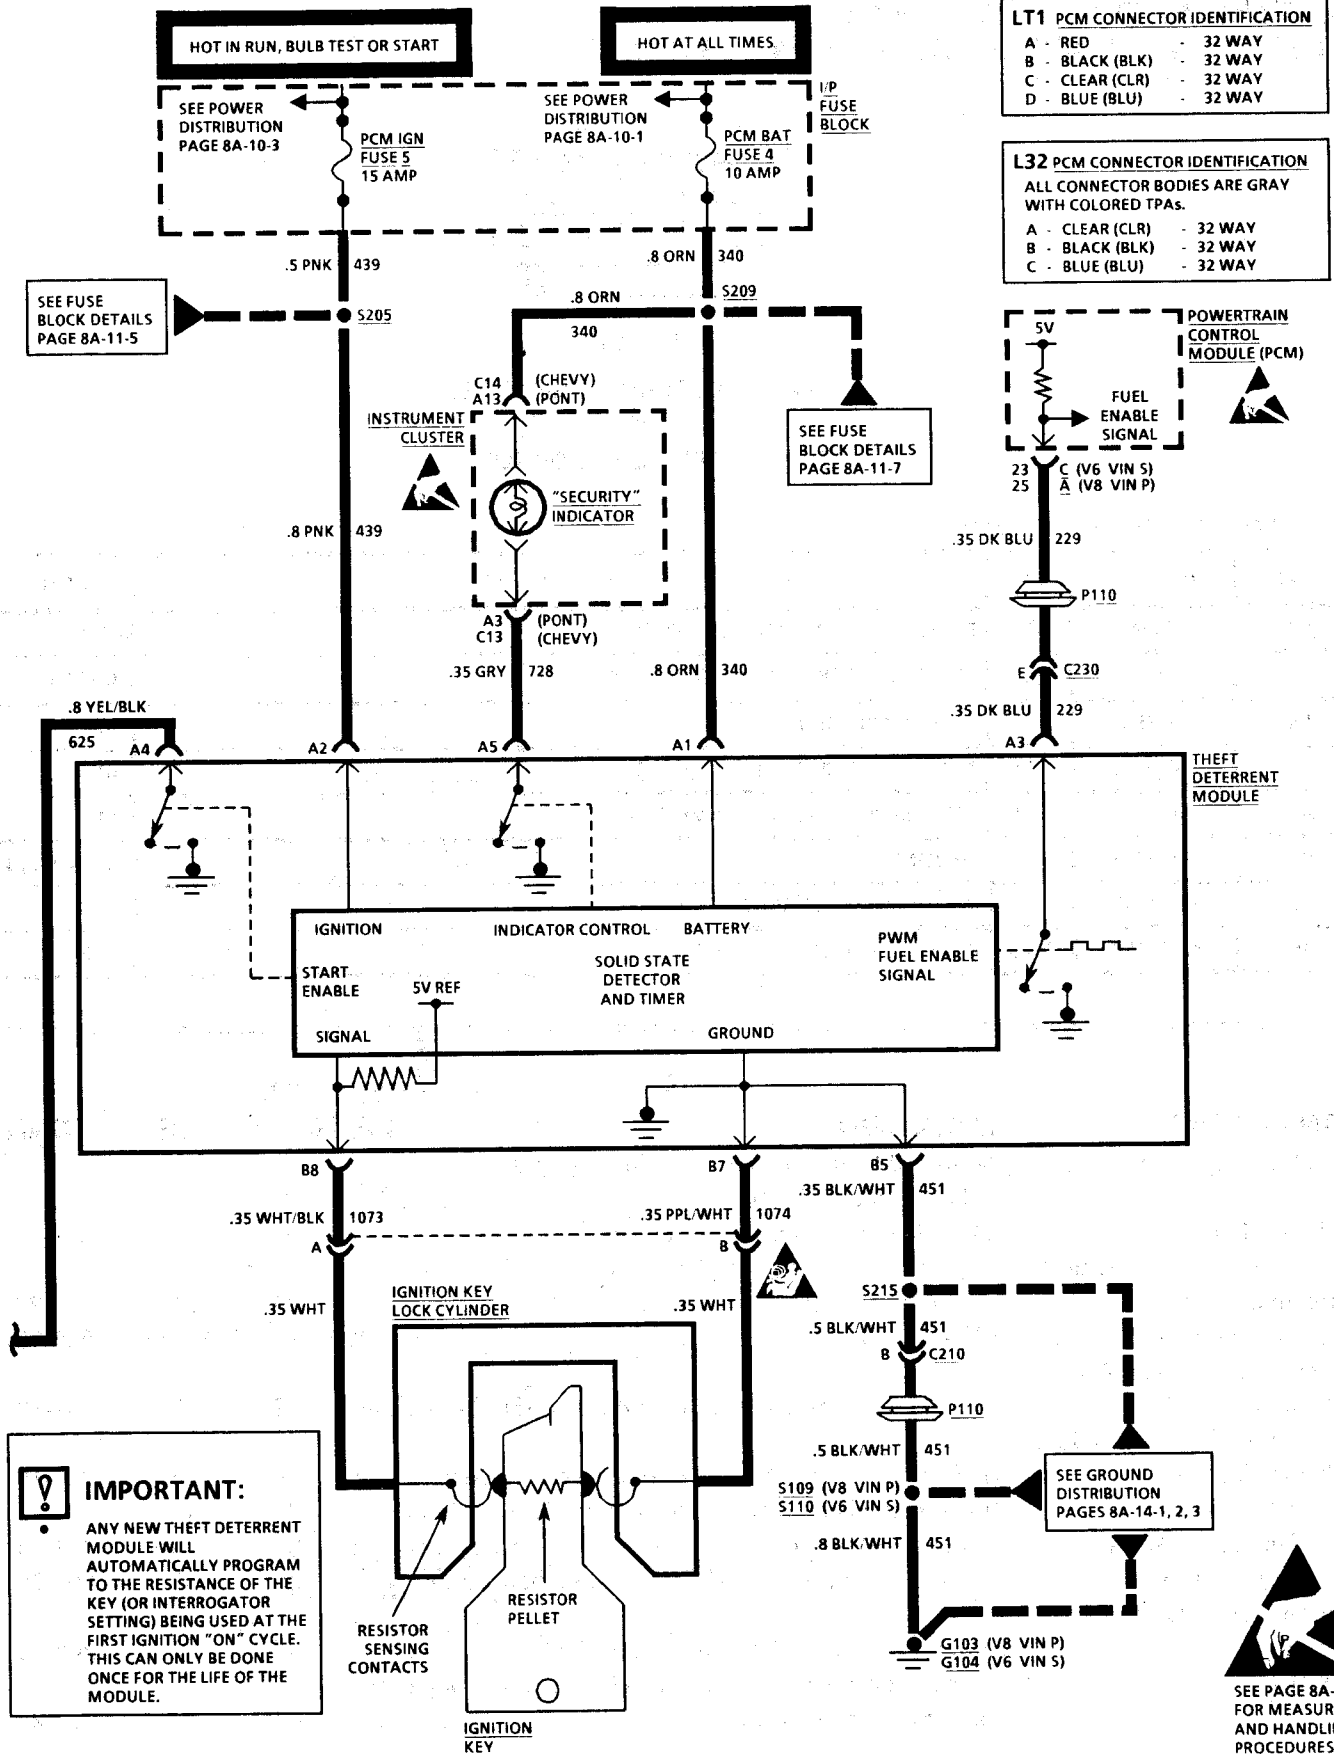 HOT IN RUN, BULB TEST OR START
HOT AT ALL TIMES
LT1 PCM CONNECTOR IDENTIFICATION
A - RED - 32 WAY
B - BLACK (BLK) - 32 WAY
C - CLEAR (CLR) - 32 WAY
D - BLUE (BLU) - 32 WAY
SEE POWER
DISTRIBUTION
PAGE 8A-10-3
PCM IGN
FUSE 5
15 AMP
SEE POWER
DISTRIBUTION
PAGE 8A-10-1
PCM BAT
FUSE 4
10 AMP
I/P
FUSE
BLOCK
L32 PCM CONNECTOR IDENTIFICATION
ALL CONNECTOR BODIES ARE GRAY
WITH COLORED TPAs.
A - CLEAR (CLR) - 32 WAY
B - BLACK (BLK) - 32 WAY
C - BLUE (BLU) - 32 WAY
.5 PNK 439
.8 ORN 340
SEE FUSE
BLOCK DETAILS
PAGE 8A-11-5
S205
.8 ORN
340
S209
5V
POWERTRAIN
CONTROL
MODULE (PCM)
C14 (CHEVY)
A13 (PONT)
INSTRUMENT
CLUSTER
SEE FUSE
BLOCK DETAILS
PAGE 8A-11-7
FUEL
ENABLE
SIGNAL
23 C (V6 VIN S)
25 A (V8 VIN P)
"SECURITY"
INDICATOR
.8 PNK 439
.35 DK BLU 229
P110
A3 (PONT)
C13 (CHEVY)
.35 GRY 728
.8 ORN 340
E C230
.35 DK BLU 229
.8 YEL/BLK
625
A4
A2
A5
A1
A3
THEFT
DETERRENT
MODULE
IGNITION
INDICATOR CONTROL
BATTERY
PWM
FUEL ENABLE
SIGNAL
START
ENABLE
5V REF
SOLID STATE
DETECTOR
AND TIMER
SIGNAL
GROUND
B8
B7
B5
.35 WHT/BLK 1073
.35 PPL/WHT 1074
.35 BLK/WHT 451
A
B
.35 WHT
IGNITION KEY
LOCK CYLINDER
.35 WHT
S215
.5 BLK/WHT 451
B C210
P110
.5 BLK/WHT 451
S109 (V8 VIN P)
S110 (V6 VIN S)
SEE GROUND
DISTRIBUTION
PAGES 8A-14-1, 2, 3
.8 BLK/WHT 451
G103 (V8 VIN P)
G104 (V6 VIN S)
! IMPORTANT:
• ANY NEW THEFT DETERRENT
MODULE WILL
AUTOMATICALLY PROGRAM
TO THE RESISTANCE OF THE
KEY (OR INTERROGATOR
SETTING) BEING USED AT THE
FIRST IGNITION "ON" CYCLE.
THIS CAN ONLY BE DONE
ONCE FOR THE LIFE OF THE
MODULE.
RESISTOR
SENSING
CONTACTS
RESISTOR
PELLET
IGNITION
KEY
SEE PAGE 8A-
FOR MEASUR
AND HANDLI
PROCEDURES